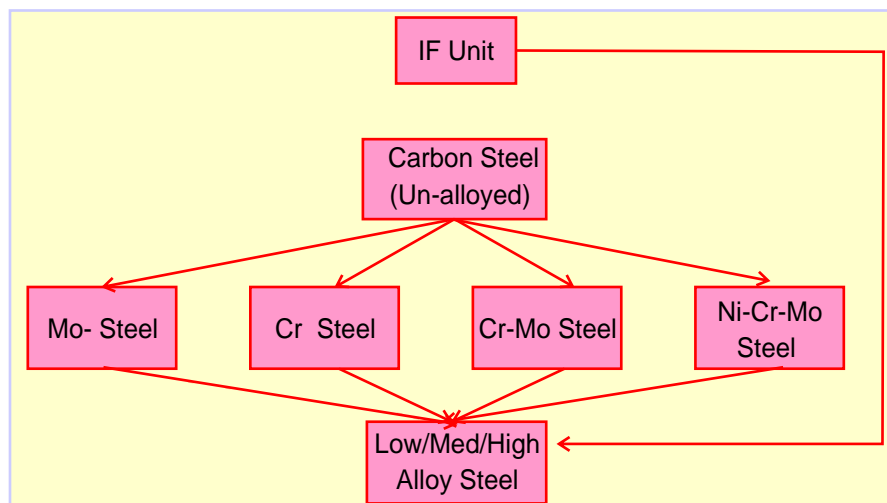 IF Unit
Carbon Steel
(Un-alloyed)
Mo- Steel
Cr Steel
Cr-Mo Steel
Ni-Cr-Mo
Steel
Low/Med/High
Alloy Steel